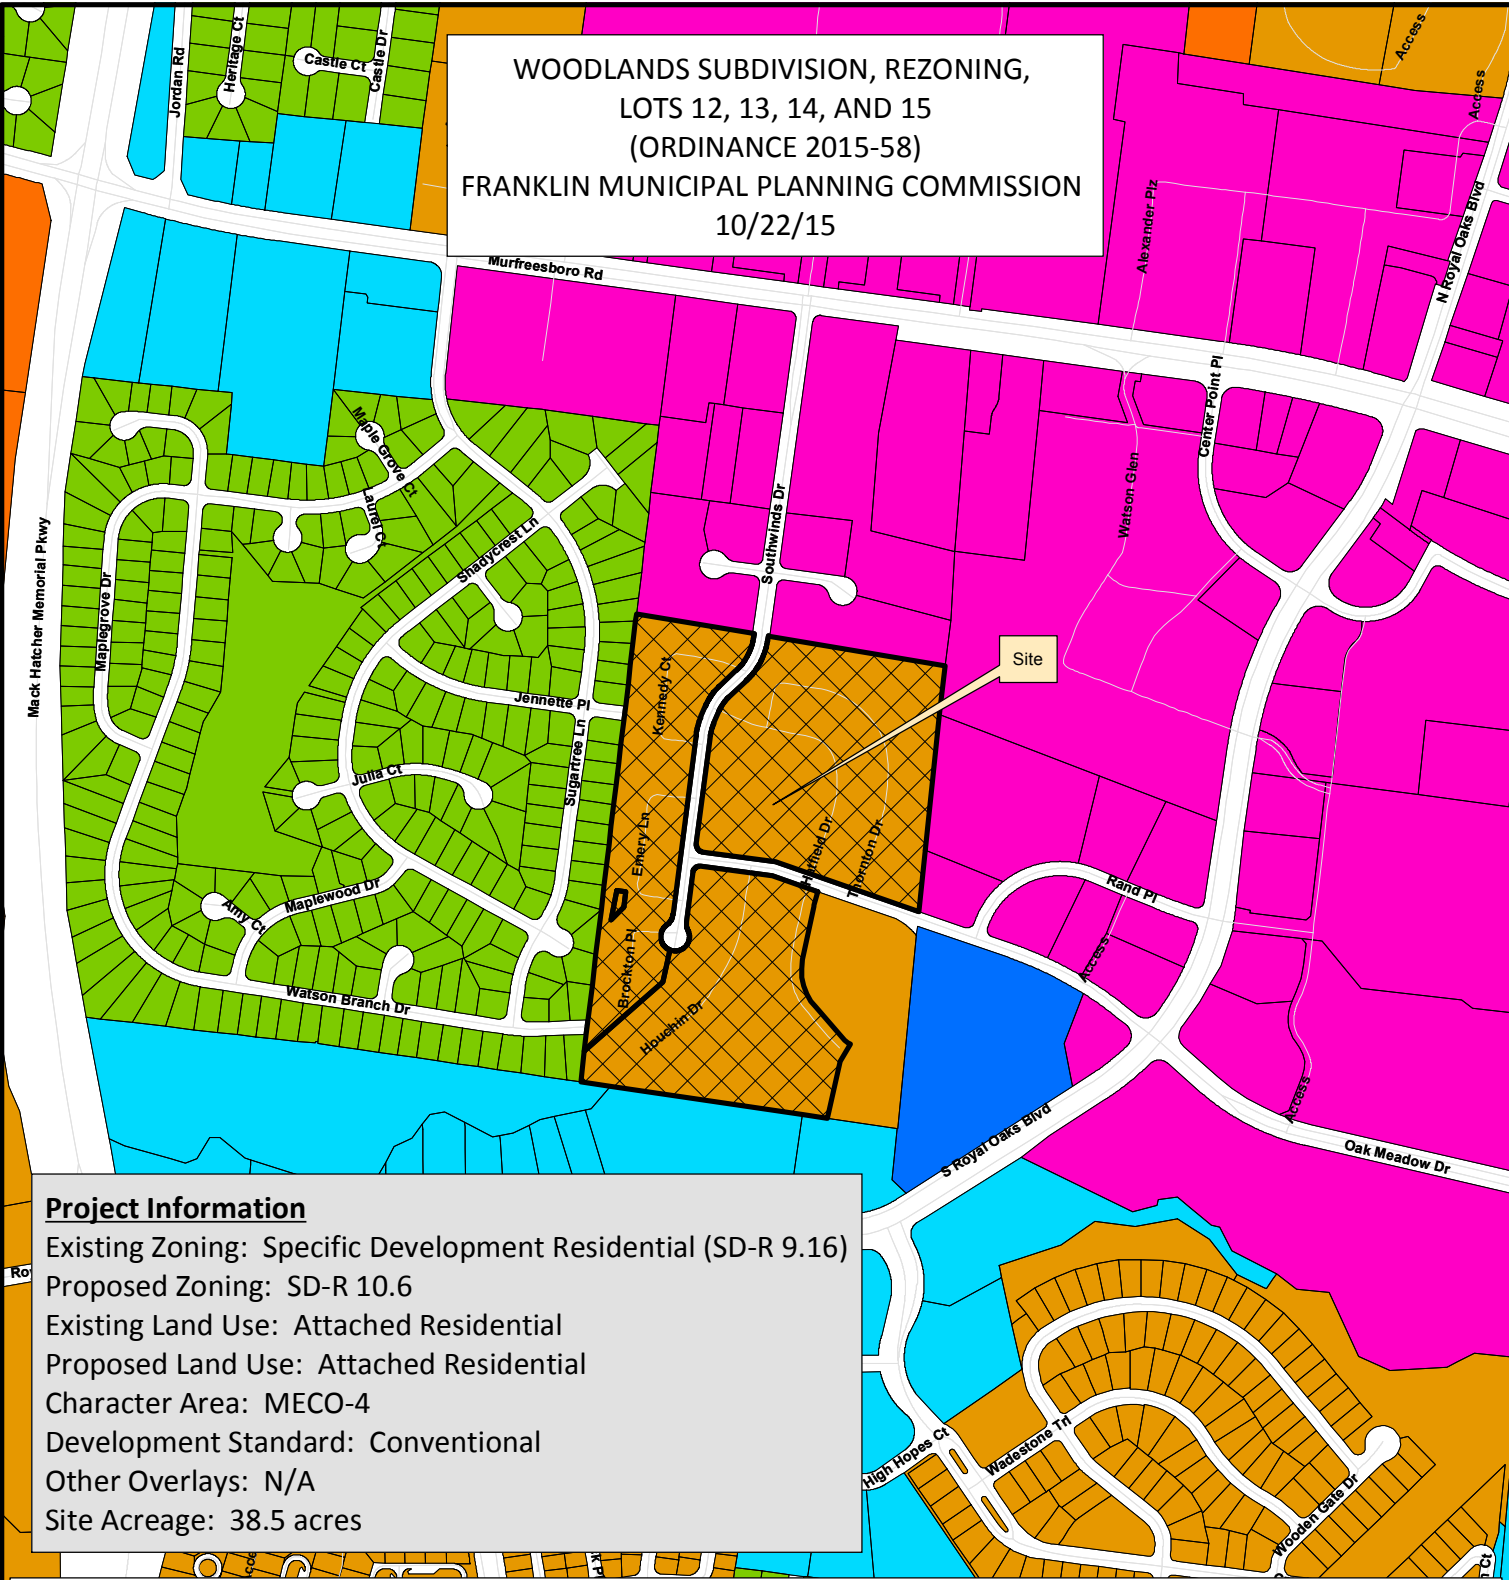 WOODLANDS SUBDIVISION, REZONING,
LOTS 12, 13, 14, AND 15
(ORDINANCE 2015-58)
FRANKLIN MUNICIPAL PLANNING COMMISSION
10/22/15
Jordan Rd
Heritage Ct
Castle Ct
Castle Dr
Access
Access
Alexander Plz
N Royal Oaks Blvd
Murfreesboro Rd
Center Point Pl
Watson Glen
Southwinds Dr
Maple Grove Ct
Laurel Ct
Shadycrest Ln
Maplegrove Dr
Mack Hatcher Memorial Pkwy
Jennette Pl
Sugartree Ln
Julia Ct
Maplewood Dr
Amy Ct
Watson Branch Dr
Site
Kennedy Ct
Emery Ln
Hatfield Dr
Thornton Dr
Brockton Pl
Houchin Dr
Rand Pl
Access
Access
S Royal Oaks Blvd
Oak Meadow Dr
Project Information
Existing Zoning: Specific Development Residential (SD-R 9.16)
Proposed Zoning: SD-R 10.6
Existing Land Use: Attached Residential
Proposed Land Use: Attached Residential
Character Area: MECO-4
Development Standard: Conventional
Other Overlays: N/A
Site Acreage: 38.5 acres
High Hopes Ct
Wadestone Trl
Wooden Gate Dr
Ct